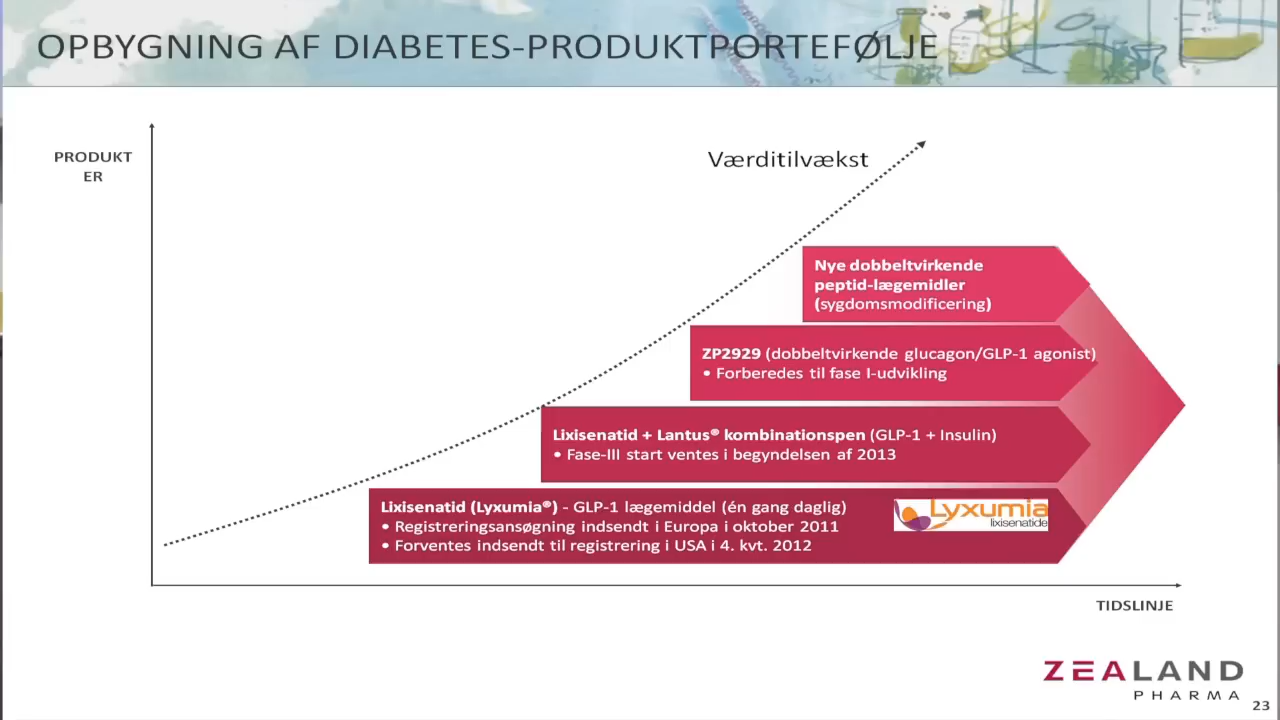 OPBYGNING AF DIABETES-PRODUKTPORTEFØLJE
PRODUKT
ER
Værditilvækst
Nye dobbeltvirkende
peptid-lægemidler
(sygdomsmodificering)
ZP2929 (dobbeltvirkende glucagon/GLP-1 agonist)
• Forberedes til fase I-udvikling
Lixisenatid + Lantus® kombinationspen (GLP-1 + Insulin)
• Fase-III start ventes i begyndelsen af 2013
Lixisenatid (Lyxumia®) - GLP-1 lægemiddel (én gang daglig)
• Registreringsansøgning indsendt i Europa i oktober 2011
• Forventes indsendt til registrering i USA i 4. kvt. 2012
Lyxumia
lixisenatide
TIDSLINJE
ZEALAND
PHARMA
23